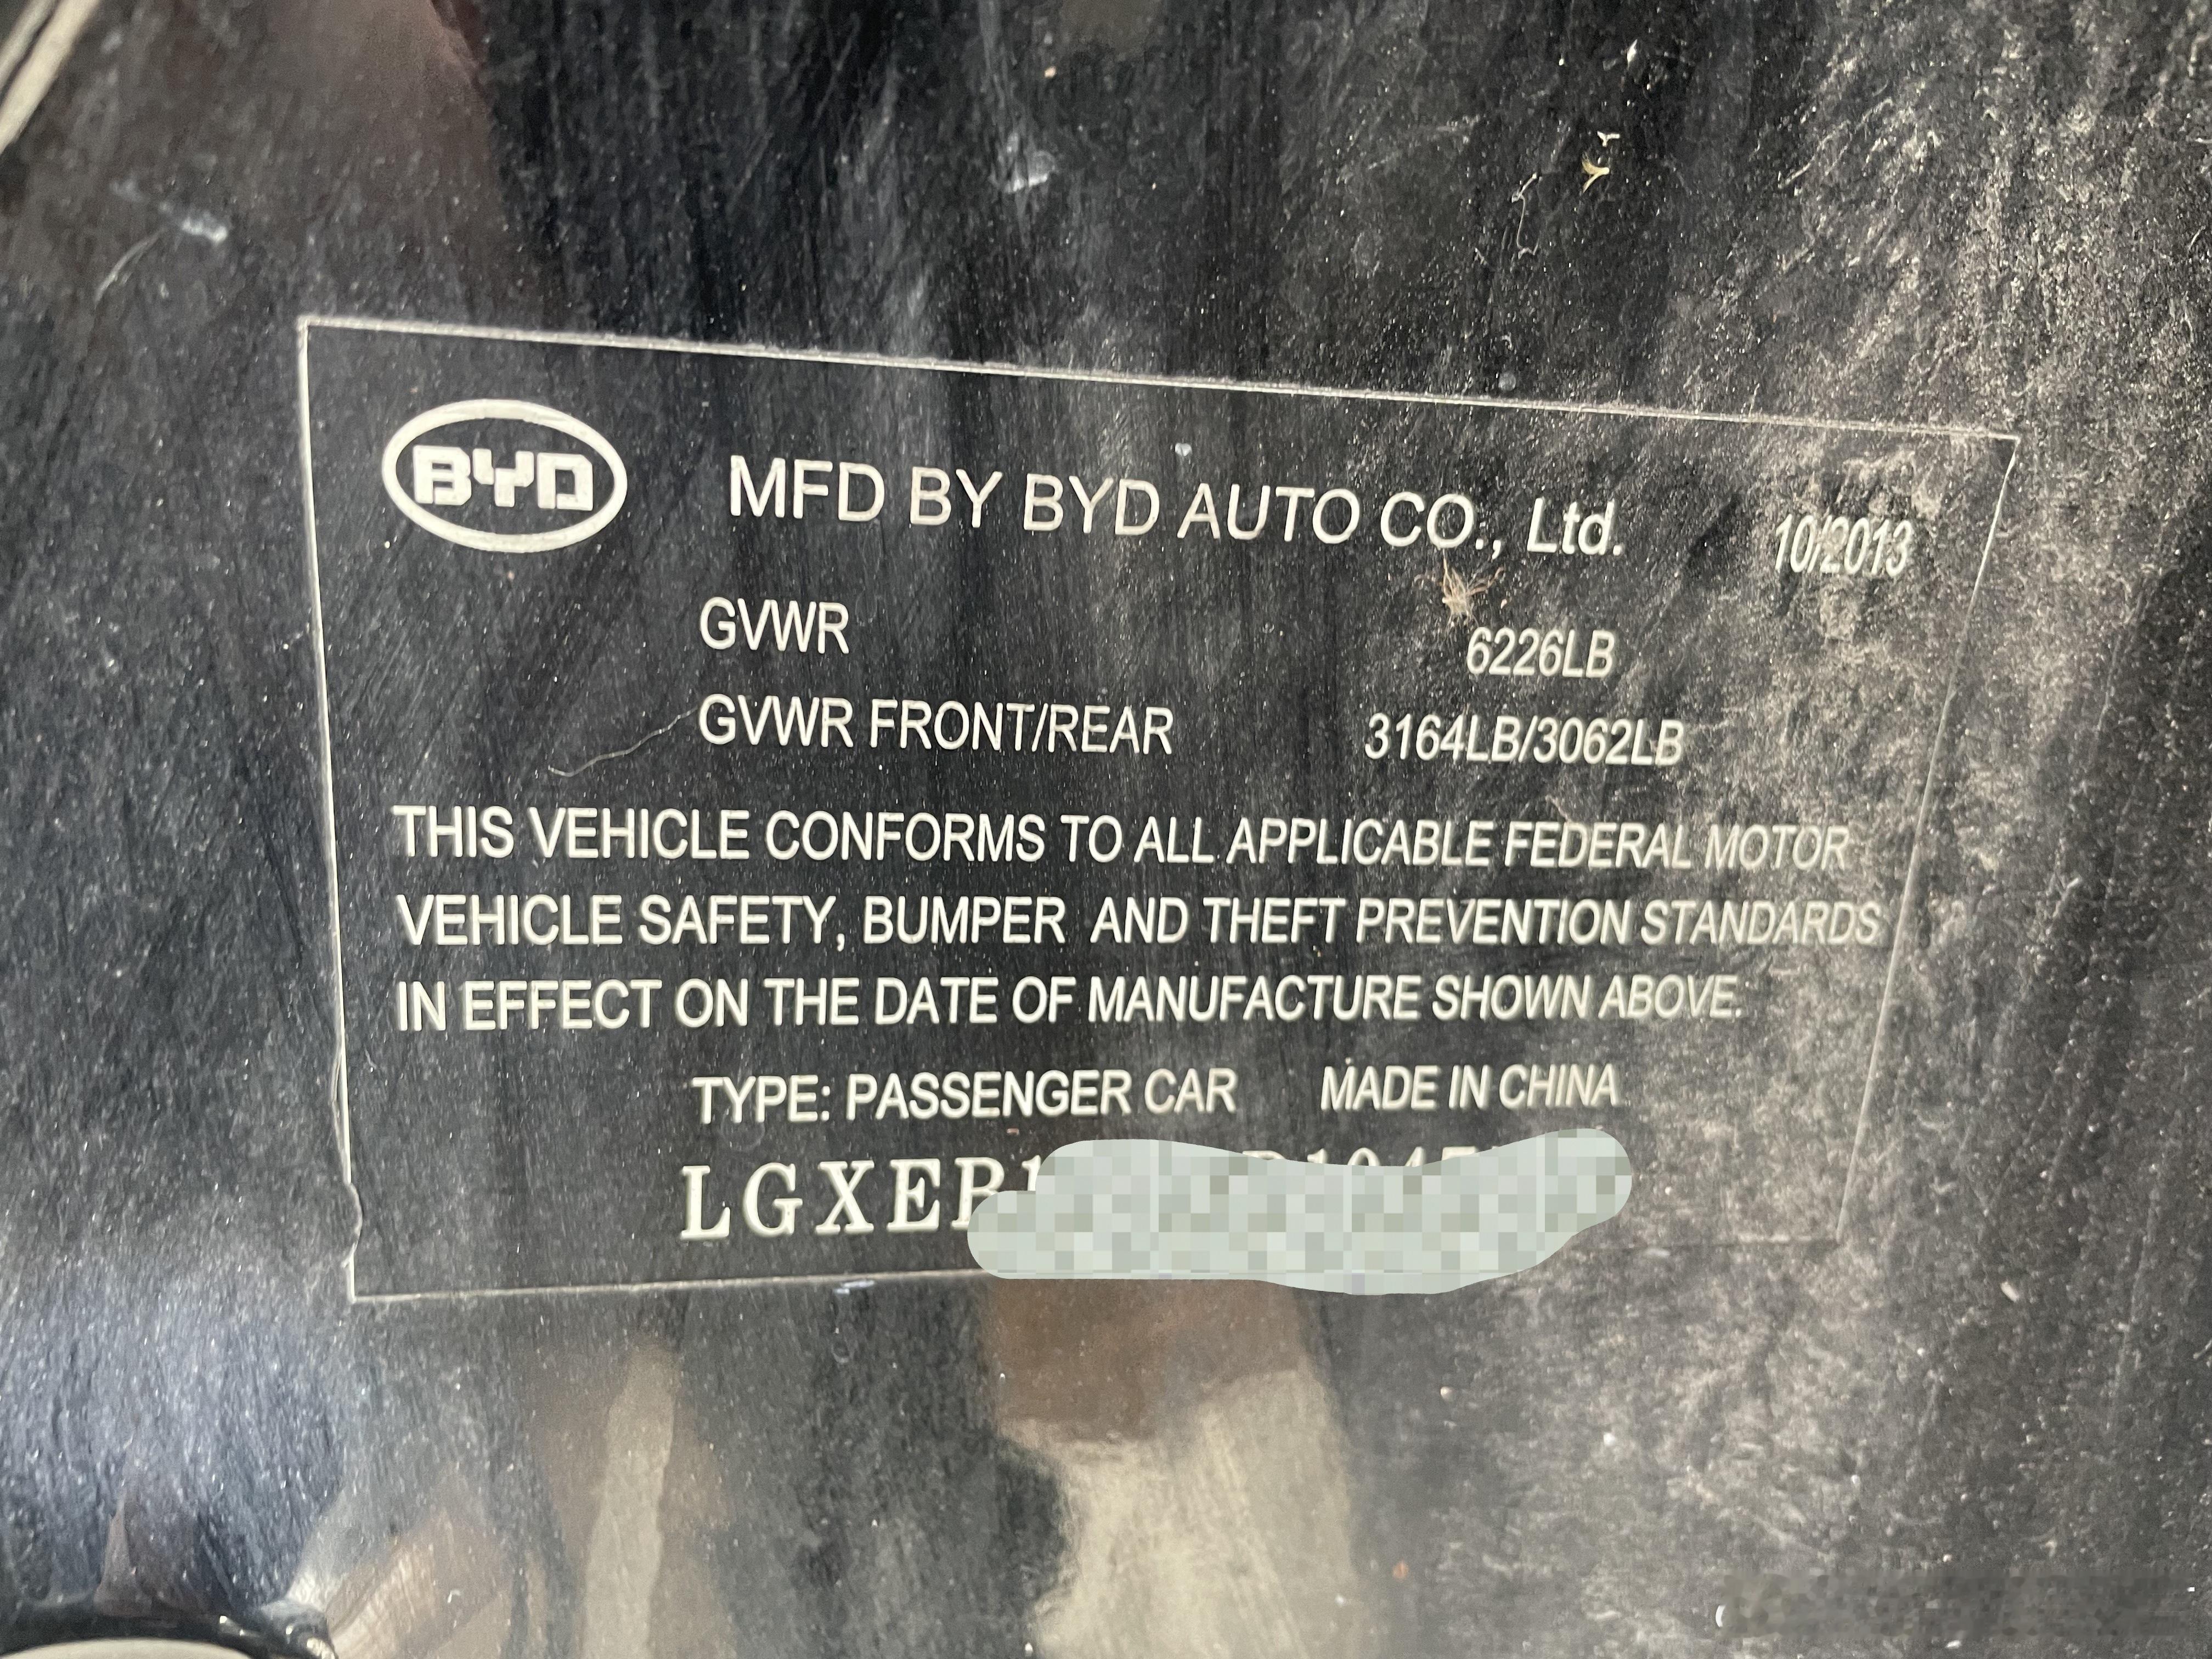 BYD MFD BY BYD AUTO CO., Ltd. 10/2013
GVWR 6226LB
GVWR FRONT/REAR 3164LB/3062LB
THIS VEHICLE CONFORMS TO ALL APPLICABLE FEDERAL MOTOR
VEHICLE SAFETY, BUMPER AND THEFT PREVENTION STANDARDS
IN EFFECT ON THE DATE OF MANUFACTURE SHOWN ABOVE.
TYPE: PASSENGER CAR MADE IN CHINA